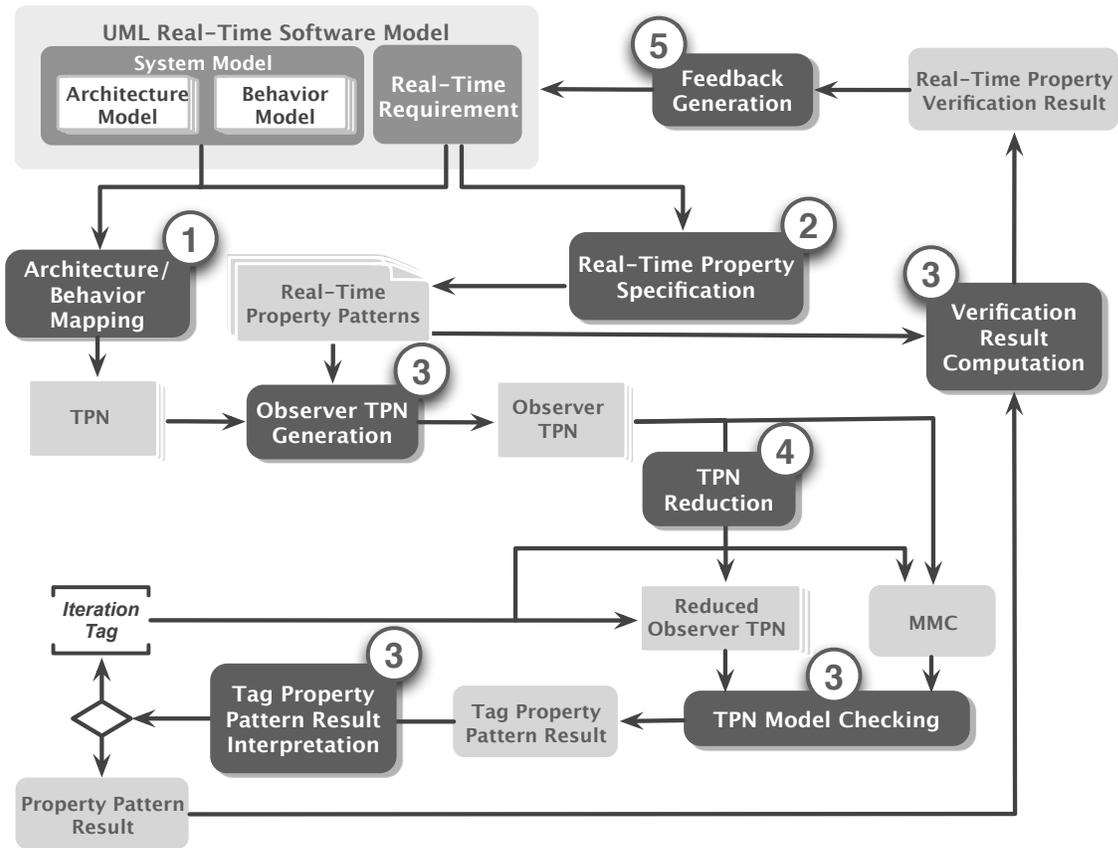 UML Real-Time Software Model
System Model
Architecture
Model
Behavior
Model
Real-Time
Requirement
5
Feedback
Generation
Real-Time Property
Verification Result
1
Architecture/
Behavior
Mapping
2
Real-Time Property
Specification
Real-Time
Property Patterns
3
Verification
Result
Computation
TPN
3
Observer TPN
Generation
Observer
TPN
4
TPN
Reduction
Iteration
Tag
Reduced
Observer TPN
MMC
3
Tag Property
Pattern Result
Interpretation
Tag Property
Pattern Result
3
TPN Model Checking
Property Pattern
Result